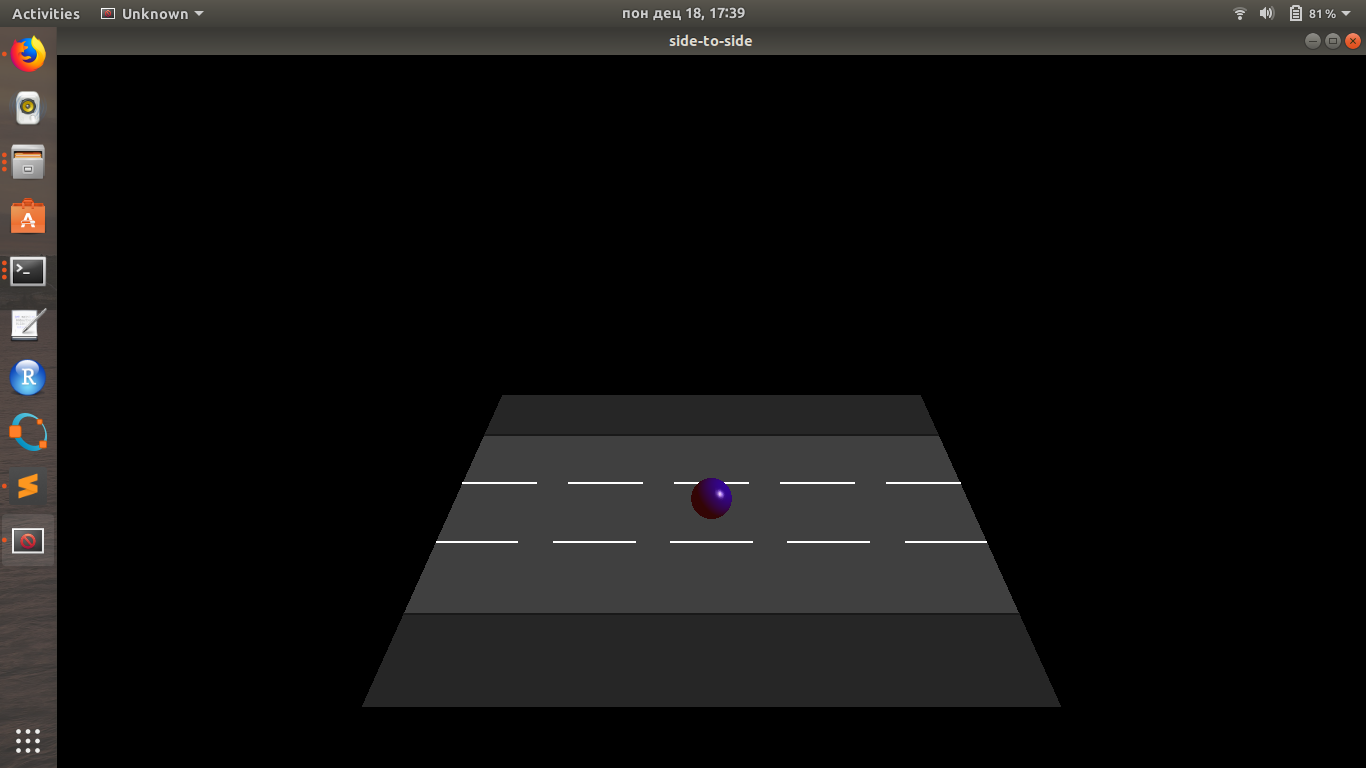 Activities Unknown пон дец 18, 17:39 81%
side-to-side